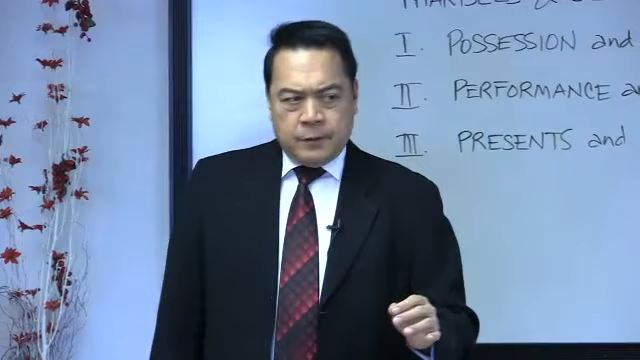 I. POSSESSION and
II. PERFORMANCE
III. PRESENTS and